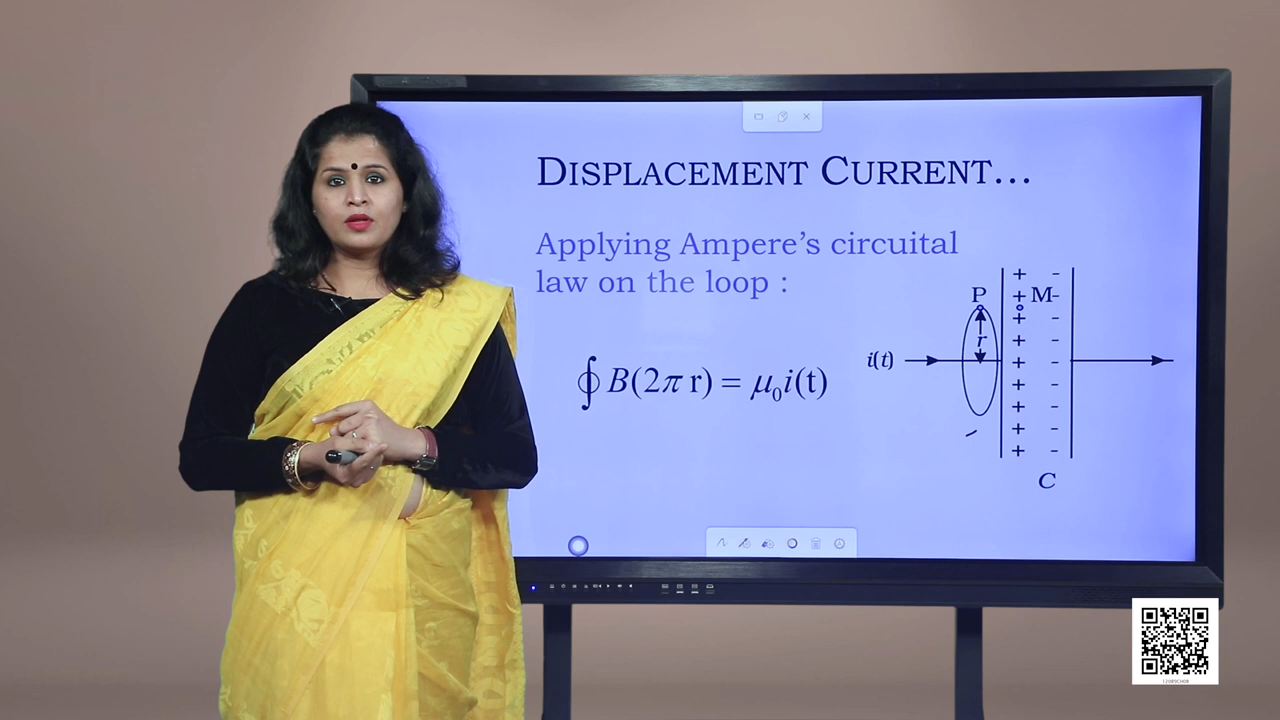 DISPLACEMENT CURRENT...
Applying Ampere's circuital
law on the loop :
∮ B(2π r) = μ₀i(t)
P
M
r
i(t)
+ -
+ -
+ -
+ -
+ -
+ -
+ -
+ -
+ -
C